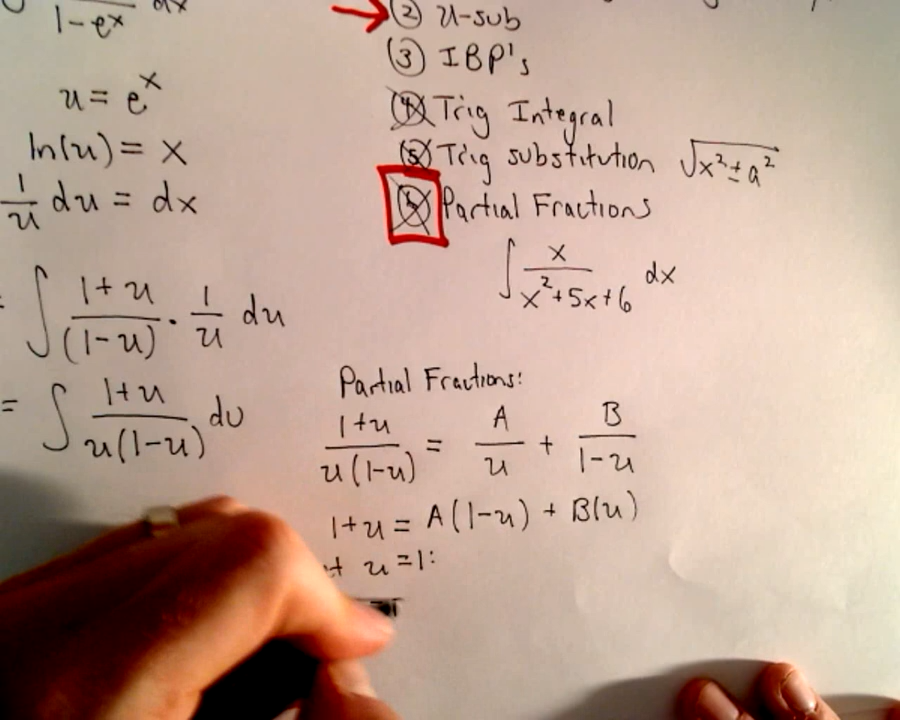 1-eˣ dx
② u-sub
③ IBP's
④ Trig Integral
⑤ Trig substitution √x² ± a²
Partial Fractions
∫ x/(x²+5x+6) dx
u = eˣ
ln(u) = x
1/u du = dx
∫ (1+u)/(1-u) · 1/u du
= ∫ (1+u)/(u(1-u)) du
Partial Fractions:
(1+u)/(u(1-u)) = A/u + B/(1-u)
1+u = A(1-u) + B(u)
u=1: